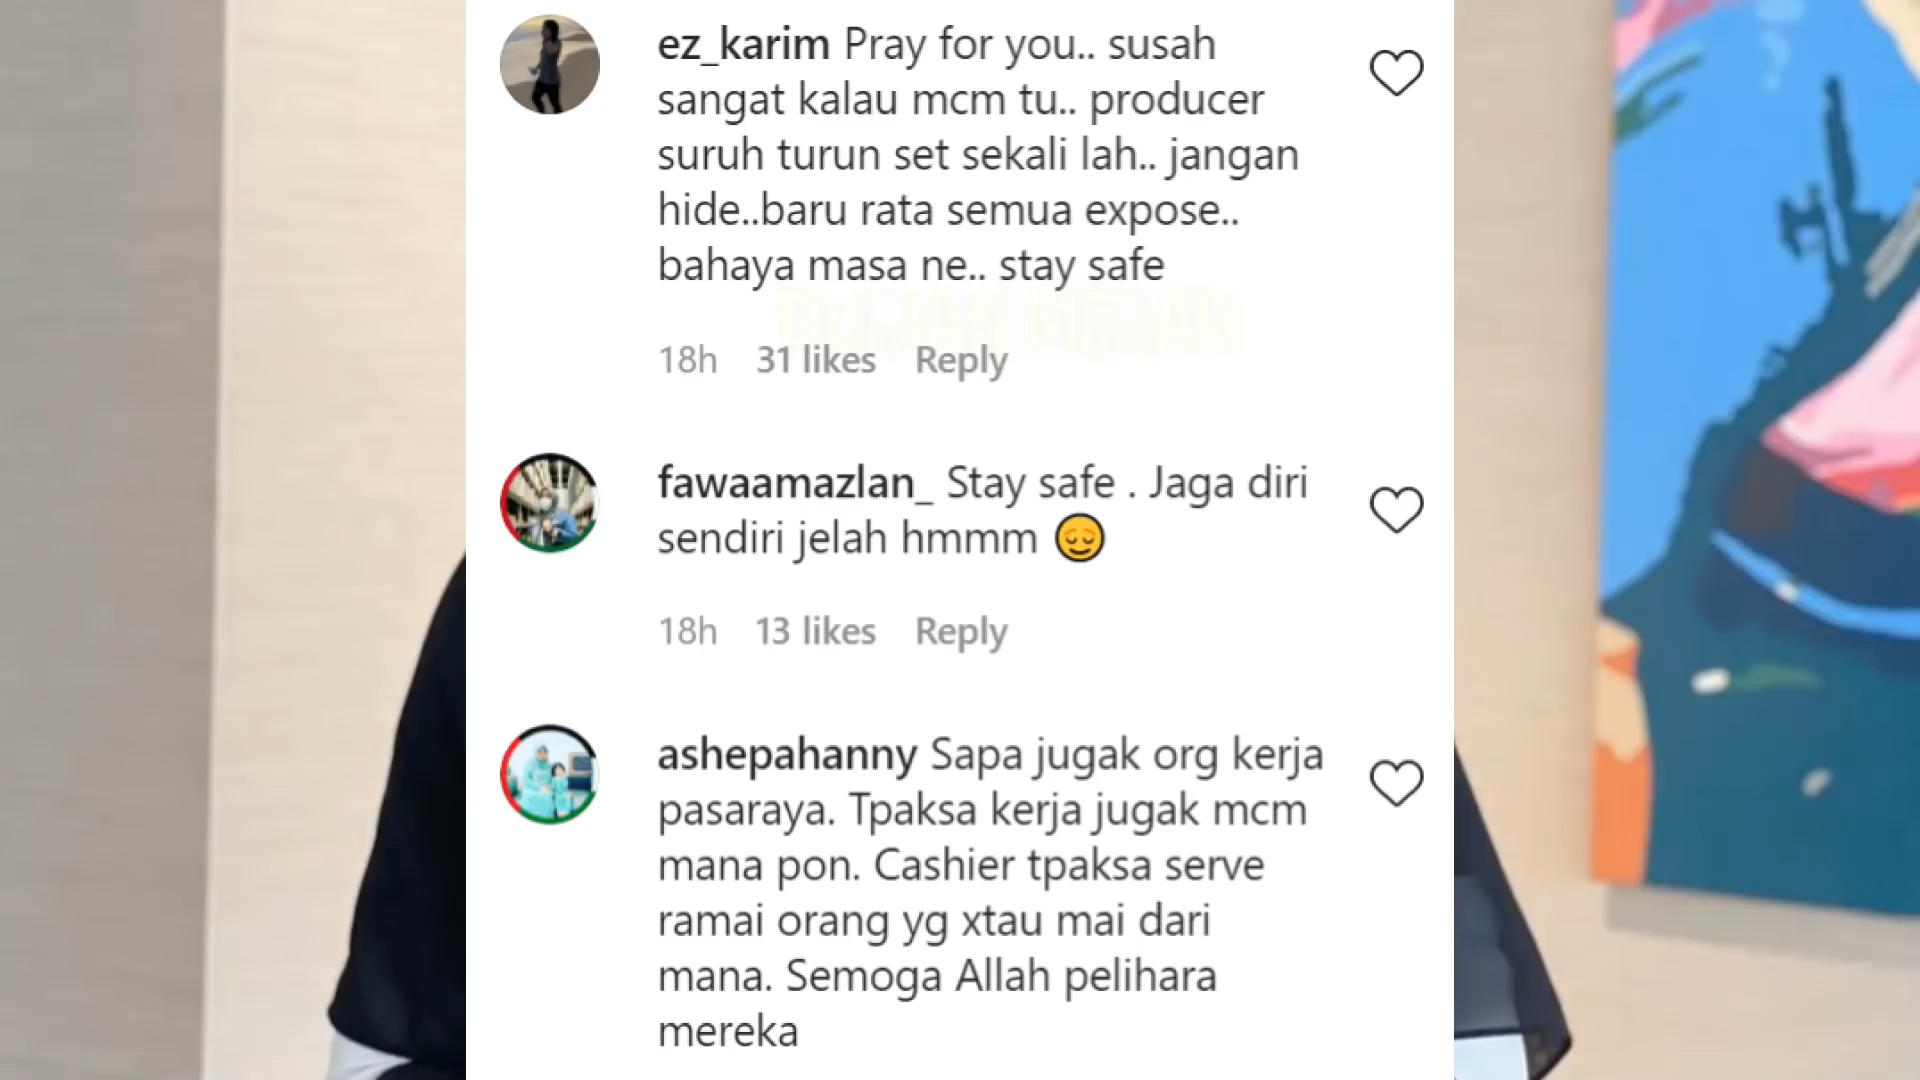 ez_karim Pray for you.. susah
sangat kalau mcm tu.. producer
suruh turun set sekali lah.. jangan
hide..baru rata semua expose..
bahaya masa ne.. stay safe
18h 31 likes Reply
fawaamazlan_ Stay safe . Jaga diri
sendiri jelah hmmm 😌
18h 13 likes Reply
ashepahanny Sapa jugak org kerja
pasaraya. Tpaksa kerja jugak mcm
mana pon. Cashier tpaksa serve
ramai orang yg xtau mai dari
mana. Semoga Allah pelihara
mereka